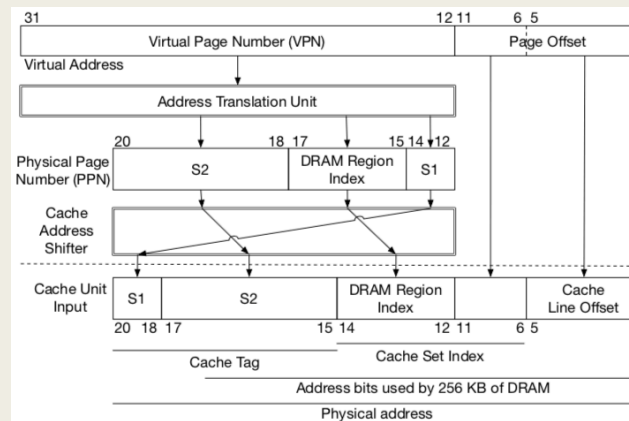 31 12 11 6 5
Virtual Page Number (VPN) Page Offset
Virtual Address
Address Translation Unit
20 18 17 15 14 12
Physical Page
Number (PPN)
S2 DRAM Region
Index S1
Cache
Address
Shifter
Cache Unit
Input
S1 S2 DRAM Region
Index Cache
Line Offset
20 18 17 15 14 12 11 6 5
Cache Tag Cache Set Index
Address bits used by 256 KB of DRAM
Physical address